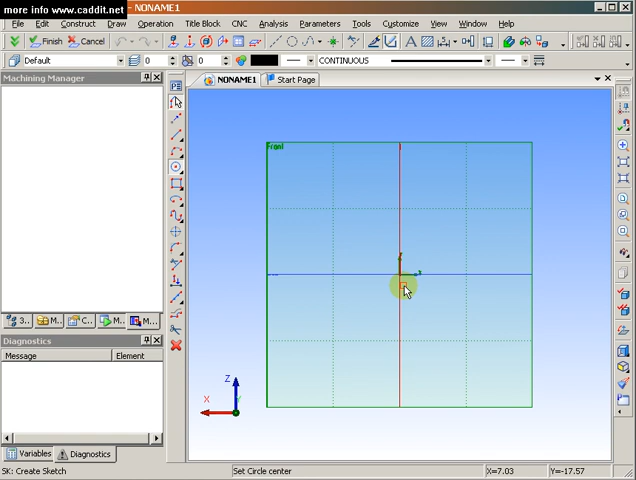 more info www.caddit.net
- NONAME1
File Edit Construct Draw Operation Title Block CNC Analysis Parameters Tools Customize View Window Help
Finish Cancel
Default 0 0 CONTINUOUS
Machining Manager
NONAME1 Start Page
Front
Z
X
Y
3... M... C... M... M...
Diagnostics
Message Element
Variables Diagnostics
SK: Create Sketch Set Circle center X=7.03 Y=-17.57